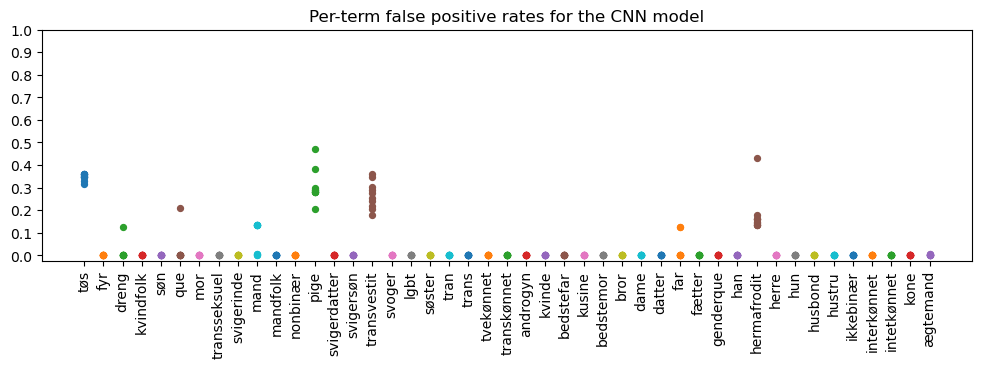 Per-term false positive rates for the CNN model
1.0
0.9
0.8
0.7
0.6
0.5
0.4
0.3
0.2
0.1
0.0
tøs
fyr
dreng
kvindfolk
søn
que
mor
transseksuel
svigerinde
mand
mandfolk
nonbinær
pige
svigerdatter
svigersøn
transvestit
svoger
lgbt
søster
tran
trans
tvekønnet
transkønnet
androgyn
kvinde
bedstefar
kusine
bedstemor
bror
dame
datter
far
fætter
genderque
han
hermafrodit
herre
hun
husbond
hustru
ikkebinær
interkønnet
intetkønnet
kone
ægtemand